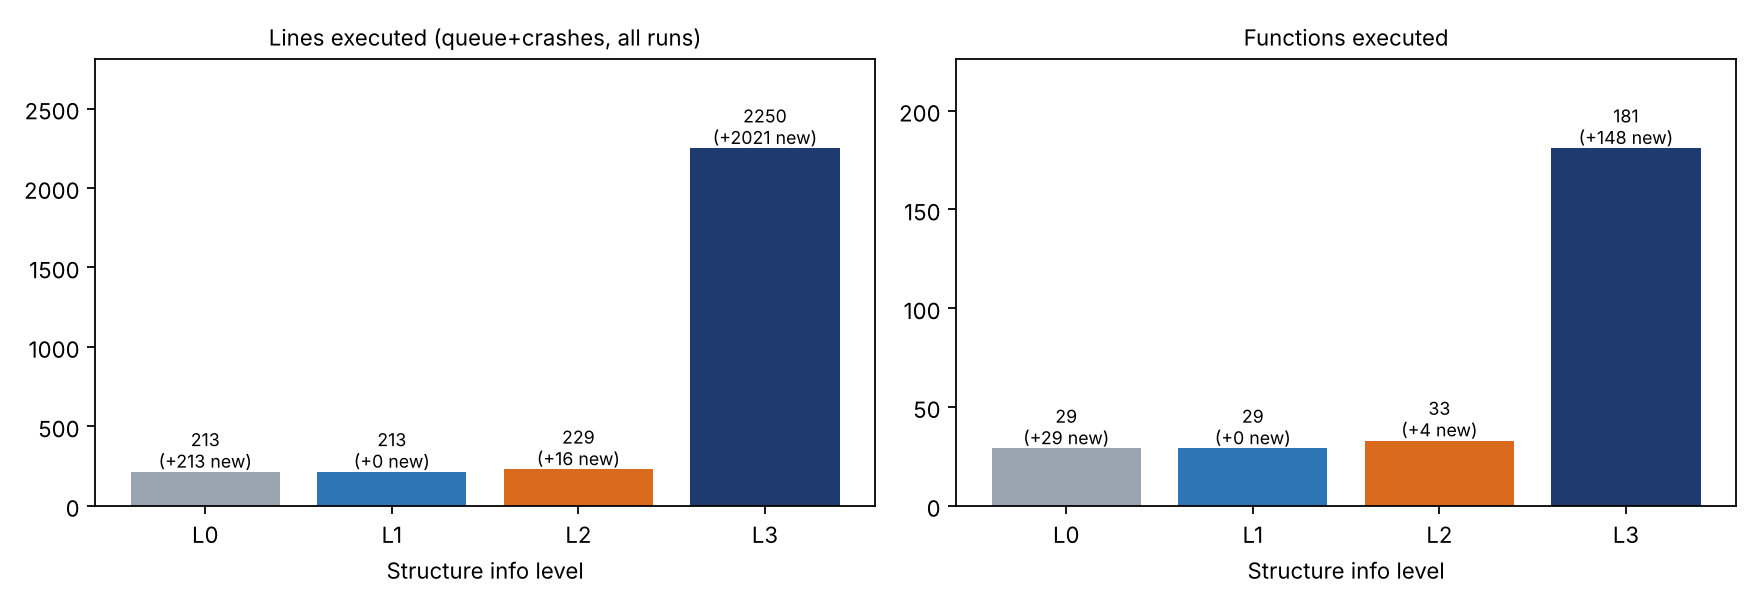 Lines executed (queue+crashes, all runs)
2500
2000
1500
1000
500
0
213
(+213 new)
213
(+0 new)
229
(+16 new)
2250
(+2021 new)
L0
L1
L2
L3
Structure info level
Functions executed
200
150
100
50
0
29
(+29 new)
29
(+0 new)
33
(+4 new)
181
(+148 new)
L0
L1
L2
L3
Structure info level